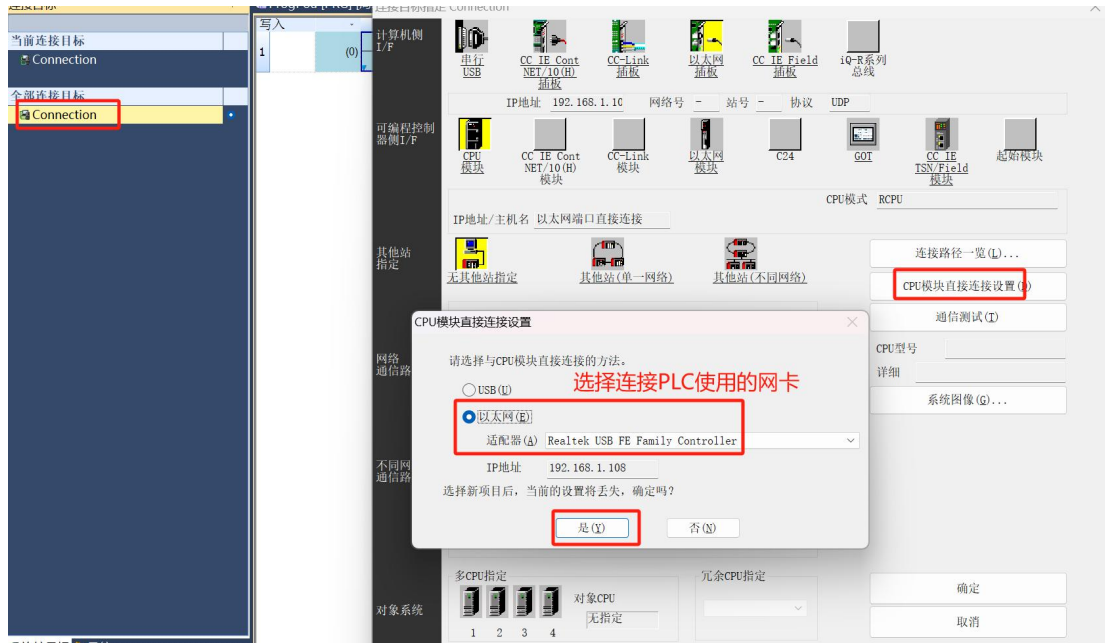 连接目标指定 Connection
当前连接目标
Connection
全部连接目标
Connection
写入
1
(0)
计算机侧
I/F
串行
USB
CC IE Cont
NET/10(H)
插板
CC-Link
插板
以太网
插板
CC IE Field
插板
iQ-R系列
总线
IP地址 192.168.1.10 网络号 - 站号 - 协议 UDP
可编程控制
器侧I/F
CPU
模块
CC IE Cont
NET/10(H)
模块
CC-Link
模块
以太网
模块
C24
GOT
CC IE
TSN/Field
模块
起始模块
CPU模式 RCPU
IP地址/主机名 以太网端口直接连接
其他站
指定
无其他站指定
其他站(单一网络)
其他站(不同网络)
连接路径一览(L)...
CPU模块直接连接设置(D)
通信测试(T)
CPU型号
详细
系统图像(G)...
网络
通信路
不同网
通信路
CPU模块直接连接设置
请选择与CPU模块直接连接的方法。
选择连接PLC使用的网卡
USB(U)
以太网(E)
适配器(A) Realtek USB FE Family Controller
IP地址 192.168.1.108
选择新项目后,当前的设置将丢失,确定吗?
是(Y)
否(N)
对象系统
多CPU指定
1 2 3 4
对象CPU
无指定
冗余CPU指定
确定
取消